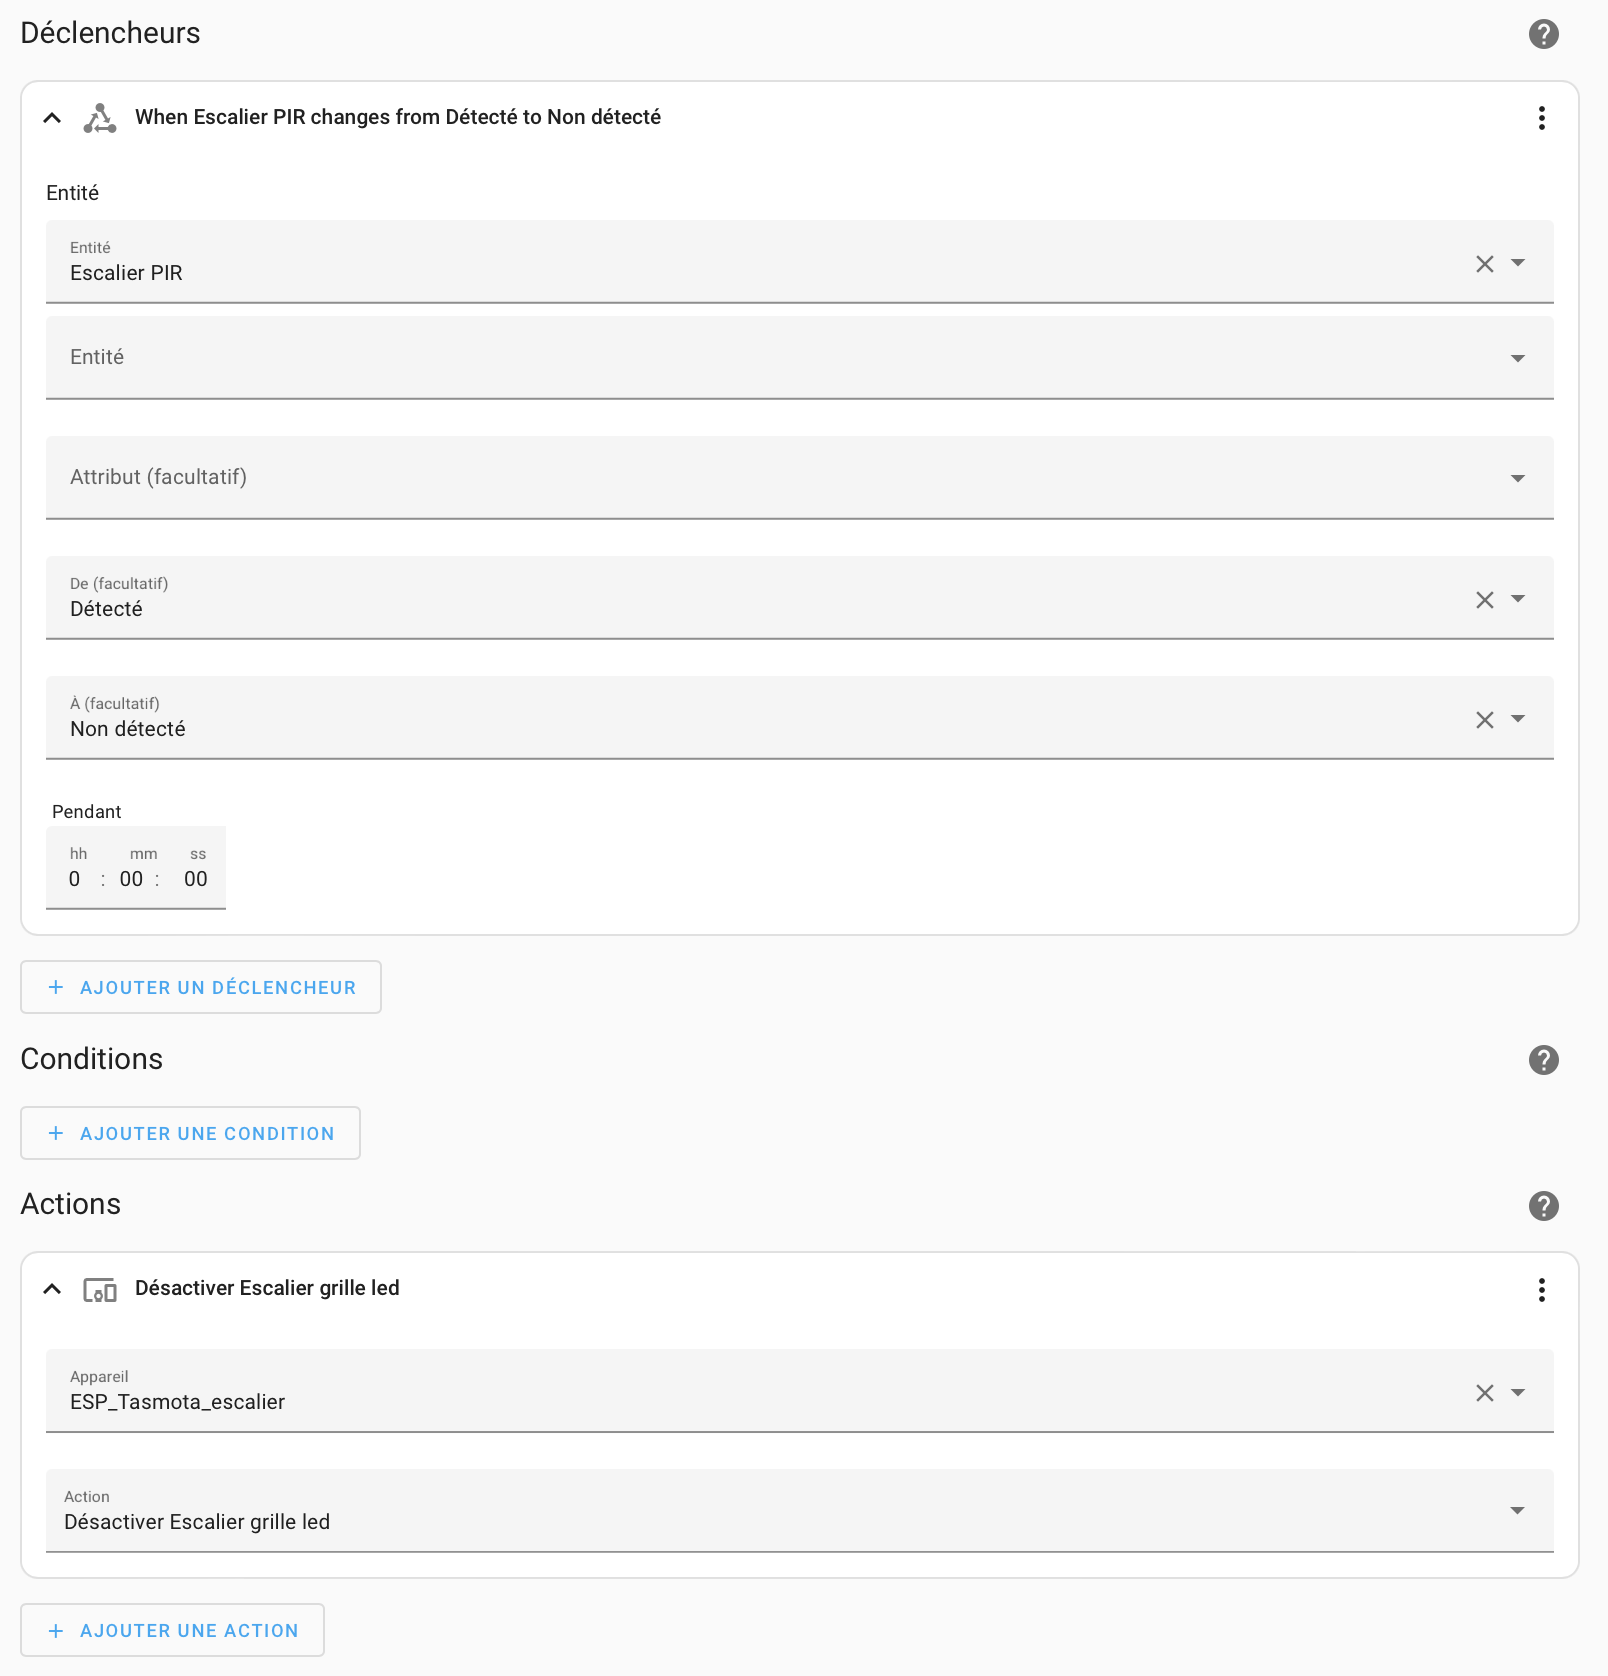 Déclencheurs
When Escalier PIR changes from Détecté to Non détecté
Entité
Entité
Escalier PIR
Entité
Attribut (facultatif)
De (facultatif)
Détecté
À (facultatif)
Non détecté
Pendant
hh mm ss
0 : 00 : 00
+ AJOUTER UN DÉCLENCHEUR
Conditions
+ AJOUTER UNE CONDITION
Actions
Désactiver Escalier grille led
Appareil
ESP_Tasmota_escalier
Action
Désactiver Escalier grille led
+ AJOUTER UNE ACTION